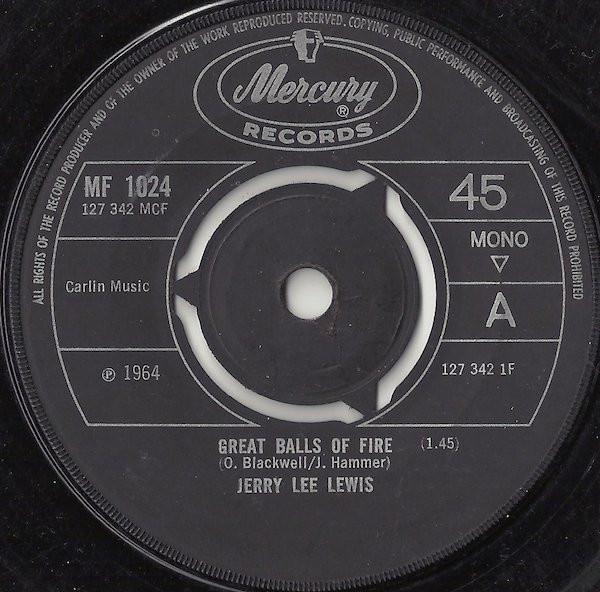 ALL RIGHTS OF THE RECORD PRODUCER AND OF THE OWNER OF THE WORK REPRODUCED RESERVED. COPYING, PUBLIC PERFORMANCE AND BROADCASTING OF THIS RECORD PROHIBITED
Mercury ®
RECORDS
MF 1024
127 342 MCF
45
MONO
Carlin Music
A
℗ 1964
127 342 1F
GREAT BALLS OF FIRE (1.45)
(O. Blackwell/J. Hammer)
JERRY LEE LEWIS